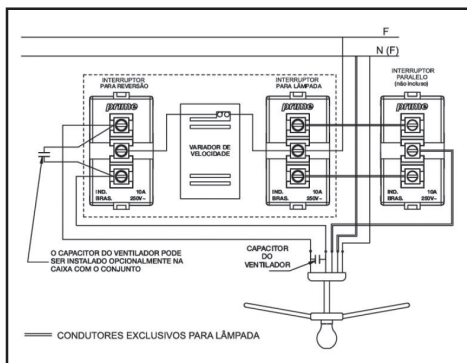 F
N (F)
INTERRUPTOR
PARA REVERSÃO
INTERRUPTOR
PARA LÂMPADA
INTERRUPTOR
PARALELO
(não incluso)
prime
prime
prime
VARIADOR DE
VELOCIDADE
IND. 10A
BRAS. 250V~
IND. 10A
BRAS. 250V~
IND. 10A
BRAS. 250V~
O CAPACITOR DO VENTILADOR PODE
SER INSTALADO OPCIONALMENTE NA
CAIXA COM O CONJUNTO
CAPACITOR
DO
VENTILADOR
CONDUTORES EXCLUSIVOS PARA LÂMPADA